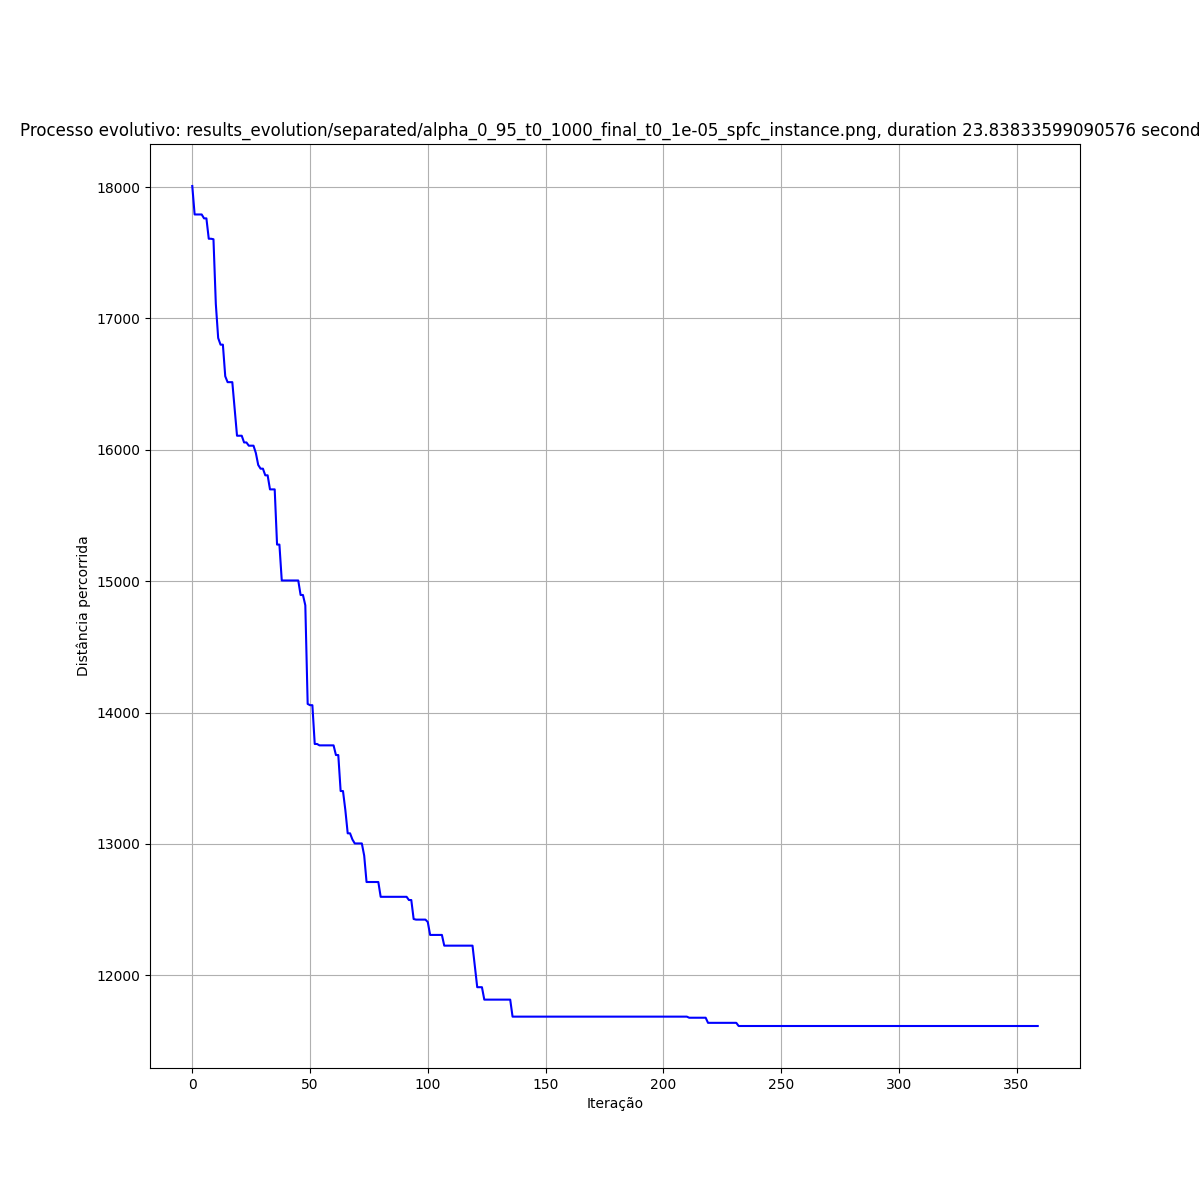 Processo evolutivo: results_evolution/separated/alpha_0_95_t0_1000_final_t0_1e-05_spfc_instance.png, duration 23.83833599090576 second
18000
17000
16000
15000
14000
13000
12000
Distância percorrida
0 50 100 150 200 250 300 350
Iteração